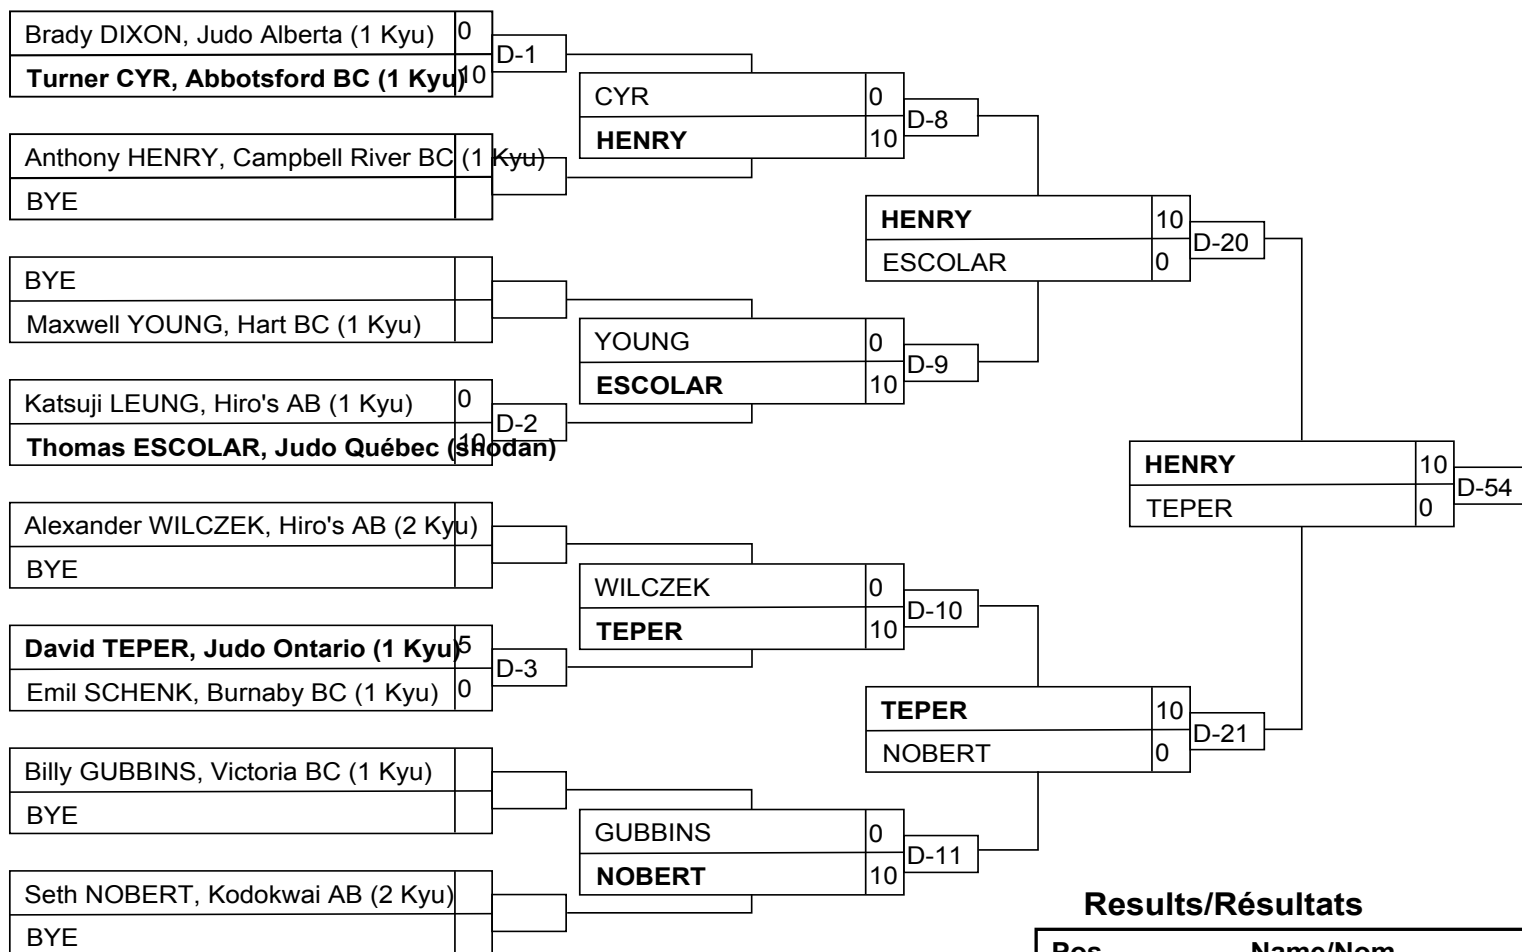 Brady DIXON, Judo Alberta (1 Kyu) 0
D-1
Turner CYR, Abbotsford BC (1 Kyu) 10
CYR 0
D-8
HENRY 10
Anthony HENRY, Campbell River BC (1 Kyu)
BYE
HENRY 10
D-20
ESCOLAR 0
BYE
Maxwell YOUNG, Hart BC (1 Kyu)
YOUNG 0
D-9
ESCOLAR 10
Katsuji LEUNG, Hiro's AB (1 Kyu) 0
D-2
Thomas ESCOLAR, Judo Québec (shodan) 10
HENRY 10
D-54
TEPER 0
Alexander WILCZEK, Hiro's AB (2 Kyu)
BYE
WILCZEK 0
D-10
TEPER 10
David TEPER, Judo Ontario (1 Kyu) 5
D-3
Emil SCHENK, Burnaby BC (1 Kyu) 0
TEPER 10
D-21
NOBERT 0
Billy GUBBINS, Victoria BC (1 Kyu)
BYE
GUBBINS 0
D-11
NOBERT 10
Seth NOBERT, Kodokwai AB (2 Kyu)
BYE
Results/Résultats
Pos Name/Nom